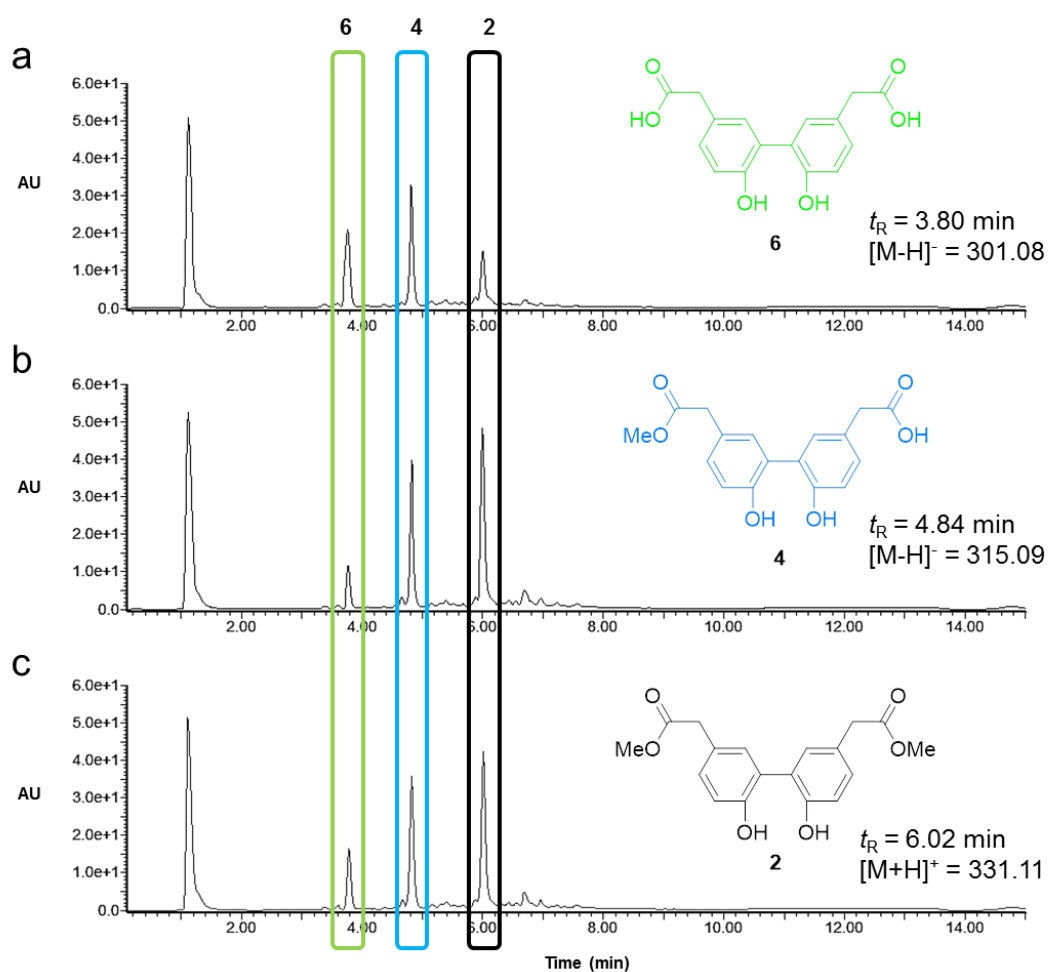 6 4 2
a
6.0e+1
5.0e+1
4.0e+1
3.0e+1
2.0e+1
1.0e+1
0.0
AU
2.00 4.00 6.00 8.00 10.00 12.00 14.00
O
HO
O
OH
OH OH
6
tR = 3.80 min
[M-H]- = 301.08
b
6.0e+1
5.0e+1
4.0e+1
3.0e+1
2.0e+1
1.0e+1
0.0
AU
2.00 4.00 6.00 8.00 10.00 12.00 14.00
O
MeO
O
OH
OH OH
4
tR = 4.84 min
[M-H]- = 315.09
c
6.0e+1
5.0e+1
4.0e+1
3.0e+1
2.0e+1
1.0e+1
0.0
AU
2.00 4.00 6.00 8.00 10.00 12.00 14.00
O
MeO
O
OMe
OH OH
2
tR = 6.02 min
[M+H]+ = 331.11
Time (min)